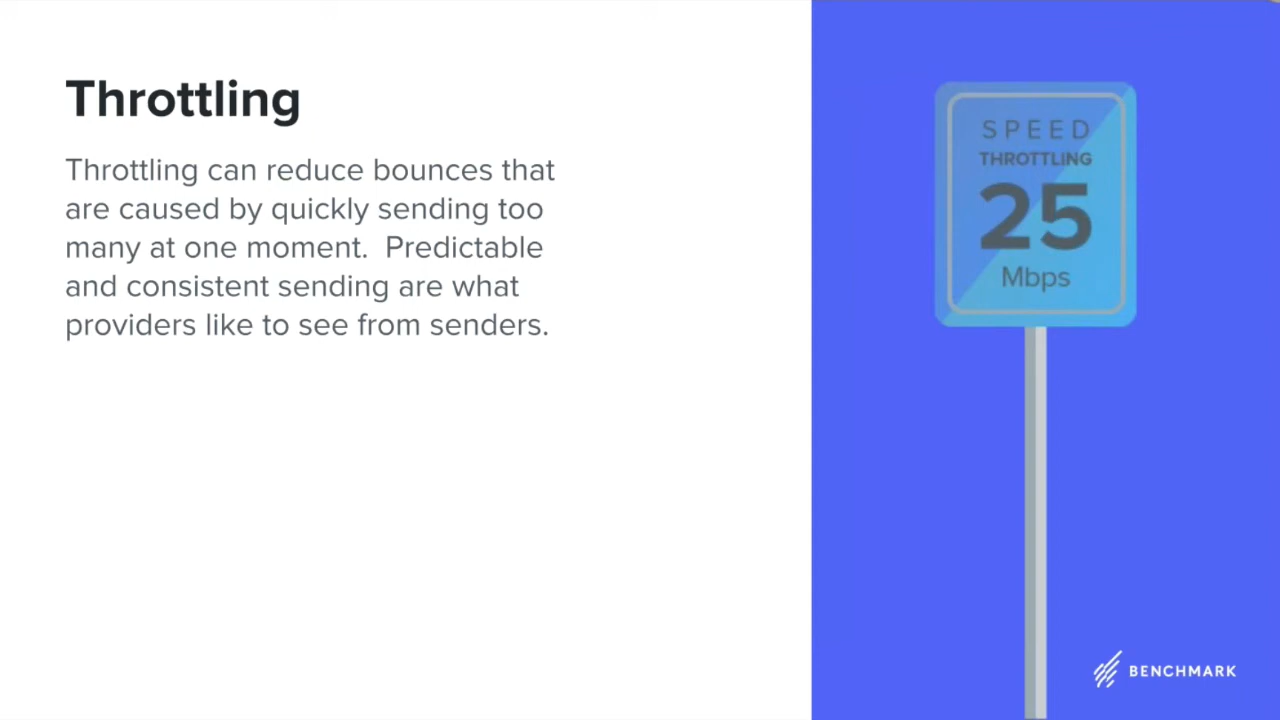 Throttling
Throttling can reduce bounces that
are caused by quickly sending too
many at one moment.  Predictable
and consistent sending are what
providers like to see from senders.
SPEED
THROTTLING
25
Mbps
BENCHMARK